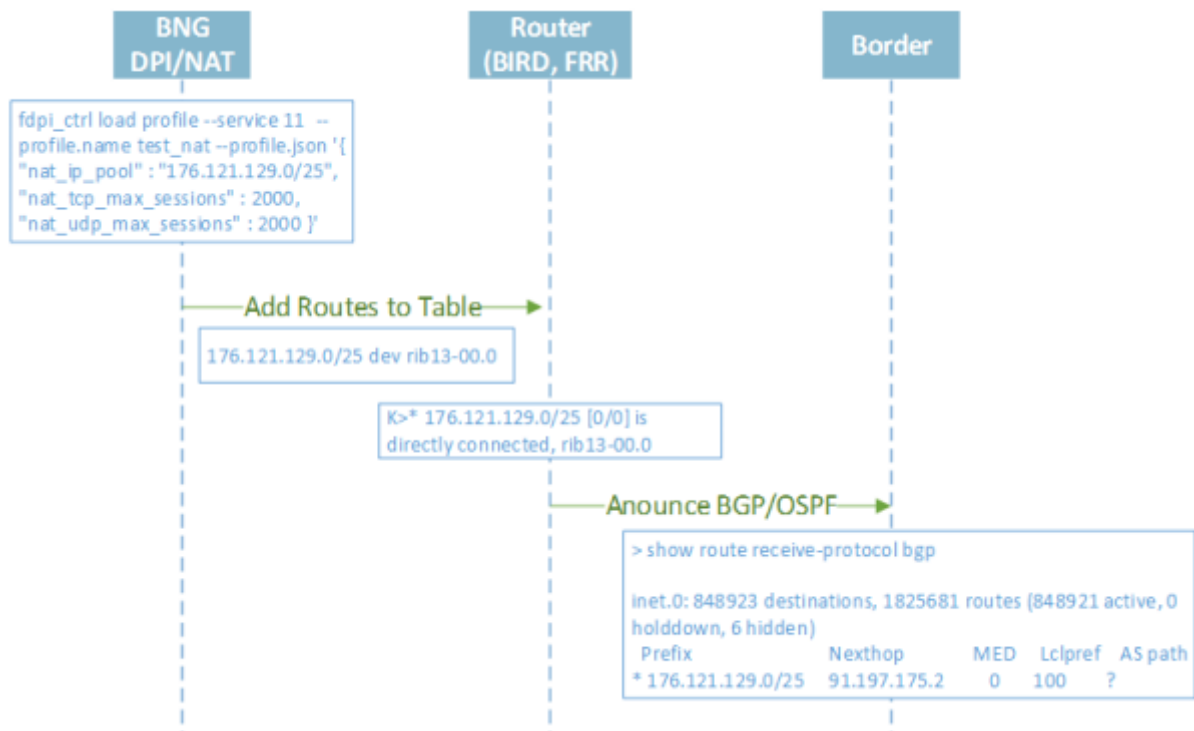 BNG
DPI/NAT
Router
(BIRD, FRR)
Border
fdpi_ctrl load profile --service 11 --
profile.name test_nat --profile.json '{
"nat_ip_pool" : "176.121.129.0/25",
"nat_tcp_max_sessions" : 2000,
"nat_udp_max_sessions" : 2000 }'
Add Routes to Table
176.121.129.0/25 dev rib13-00.0
K>* 176.121.129.0/25 [0/0] is
directly connected, rib13-00.0
Anounce BGP/OSPF
> show route receive-protocol bgp
inet.0: 848923 destinations, 1825681 routes (848921 active, 0
holddown, 6 hidden)
Prefix Nexthop MED Lclpref AS path
* 176.121.129.0/25 91.197.175.2 0 100 ?